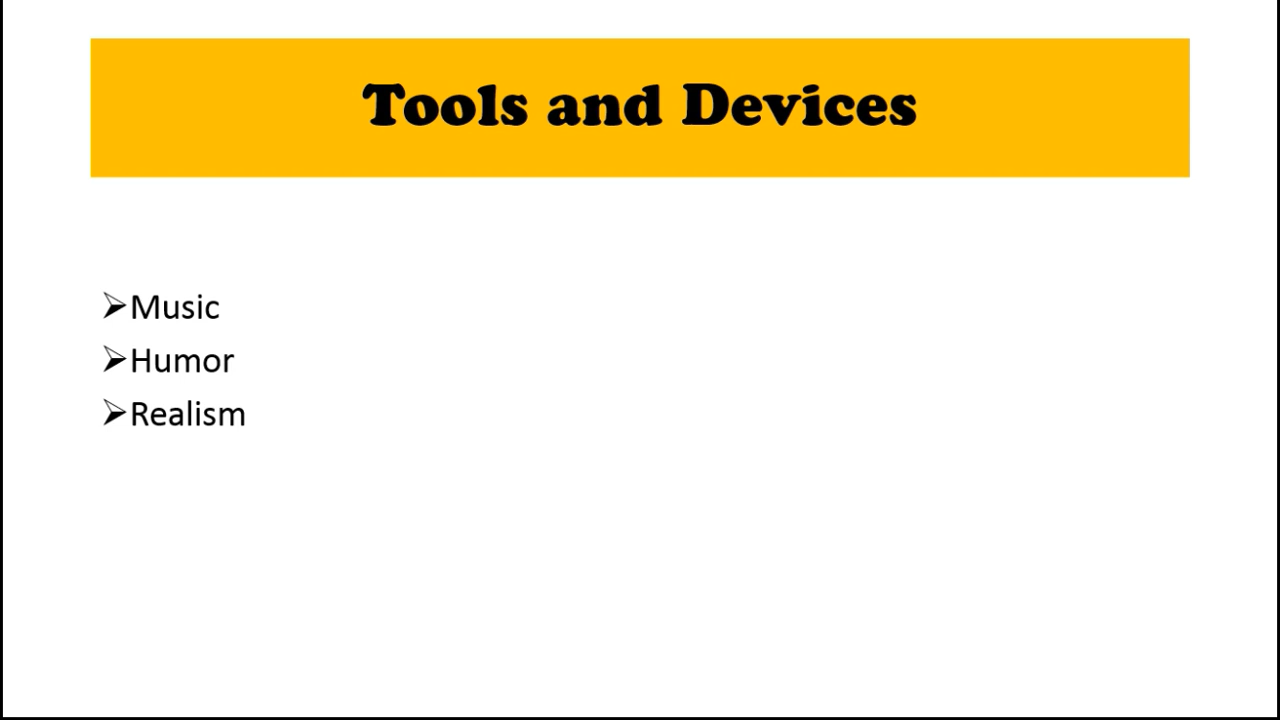 Tools and Devices
➢Music
➢Humor
➢Realism